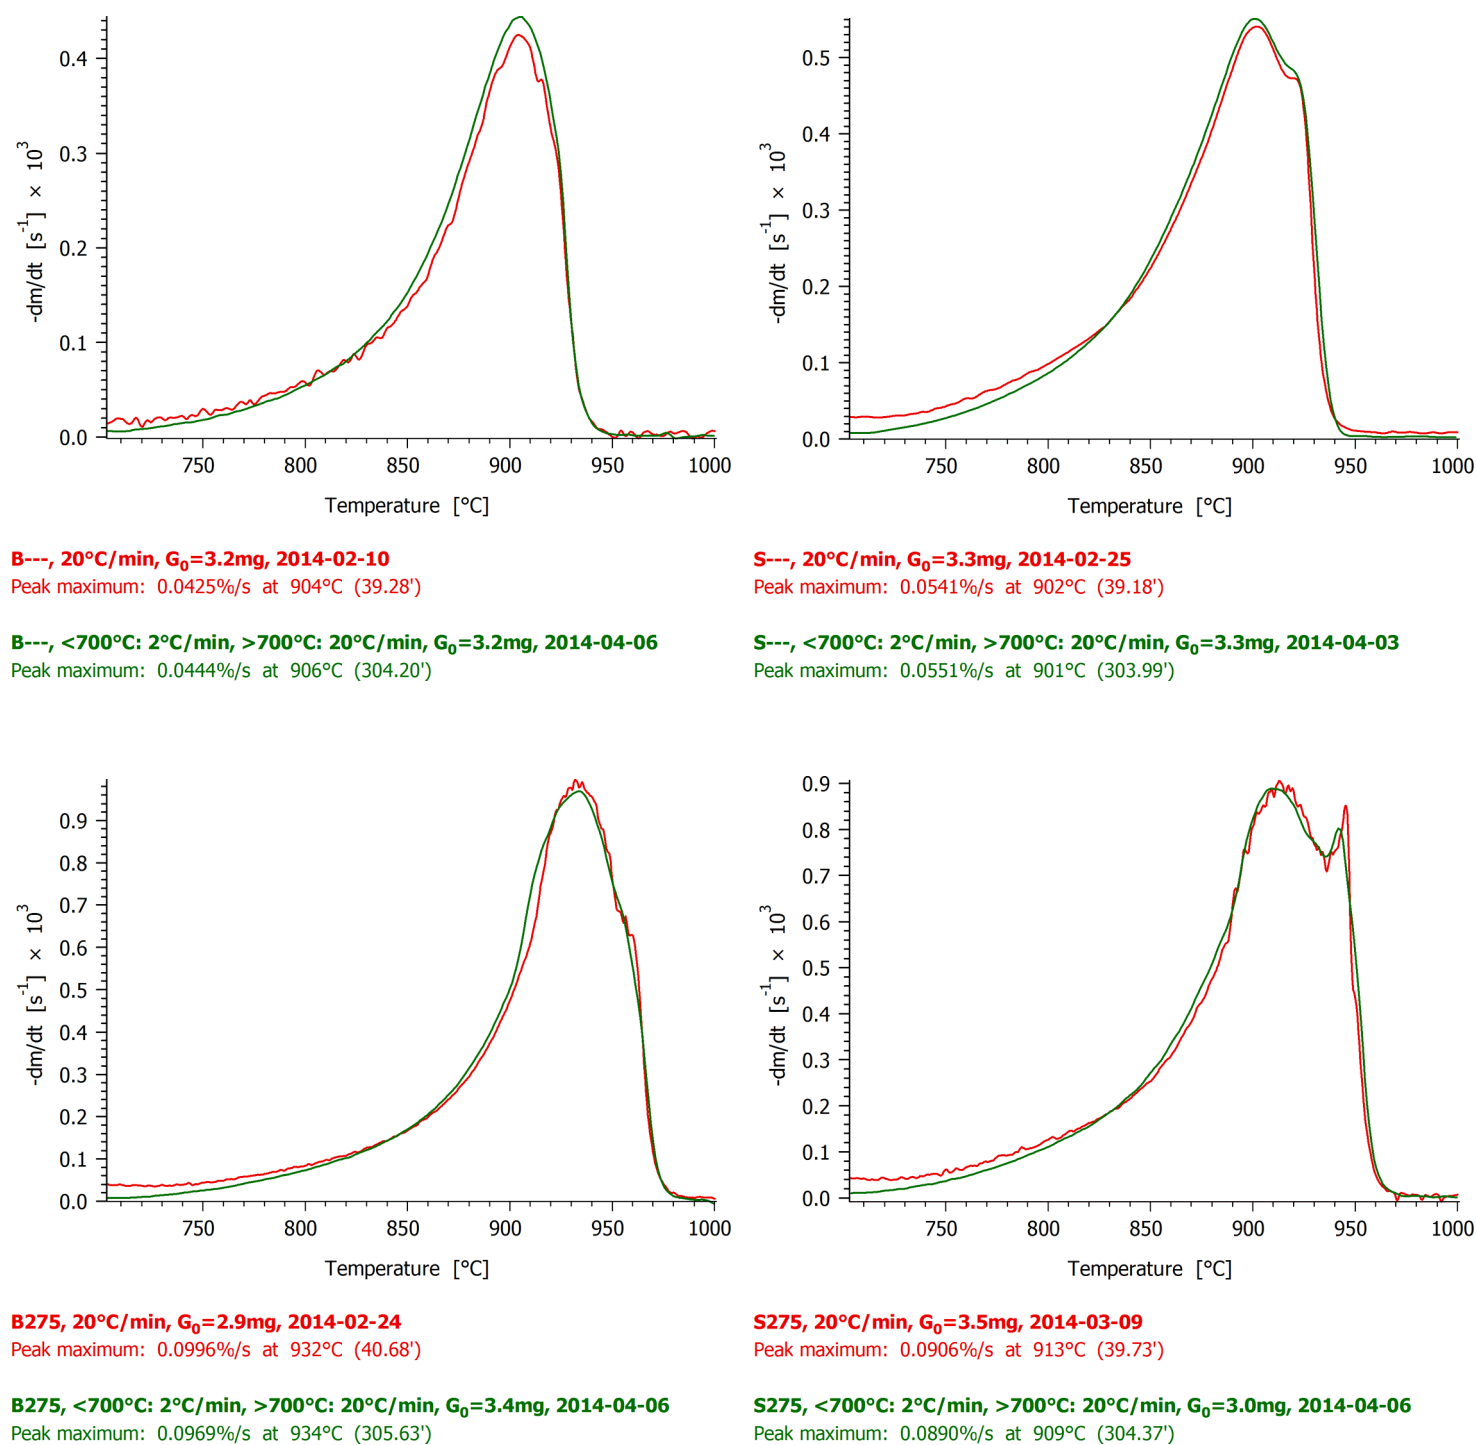 -dm/dt [s⁻¹] × 10³
0.4
0.3
0.2
0.1
0.0
750 800 850 900 950 1000
Temperature [°C]
B---, 20°C/min, G₀=3.2mg, 2014-02-10
Peak maximum: 0.0425%/s at 904°C (39.28')
B---, <700°C: 2°C/min, >700°C: 20°C/min, G₀=3.2mg, 2014-04-06
Peak maximum: 0.0444%/s at 906°C (304.20')
-dm/dt [s⁻¹] × 10³
0.5
0.4
0.3
0.2
0.1
0.0
750 800 850 900 950 1000
Temperature [°C]
S---, 20°C/min, G₀=3.3mg, 2014-02-25
Peak maximum: 0.0541%/s at 902°C (39.18')
S---, <700°C: 2°C/min, >700°C: 20°C/min, G₀=3.3mg, 2014-04-03
Peak maximum: 0.0551%/s at 901°C (303.99')
-dm/dt [s⁻¹] × 10³
0.9
0.8
0.7
0.6
0.5
0.4
0.3
0.2
0.1
0.0
750 800 850 900 950 1000
Temperature [°C]
B275, 20°C/min, G₀=2.9mg, 2014-02-24
Peak maximum: 0.0996%/s at 932°C (40.68')
B275, <700°C: 2°C/min, >700°C: 20°C/min, G₀=3.4mg, 2014-04-06
Peak maximum: 0.0969%/s at 934°C (305.63')
-dm/dt [s⁻¹] × 10³
0.9
0.8
0.7
0.6
0.5
0.4
0.3
0.2
0.1
0.0
750 800 850 900 950 1000
Temperature [°C]
S275, 20°C/min, G₀=3.5mg, 2014-03-09
Peak maximum: 0.0906%/s at 913°C (39.73')
S275, <700°C: 2°C/min, >700°C: 20°C/min, G₀=3.0mg, 2014-04-06
Peak maximum: 0.0890%/s at 909°C (304.37')